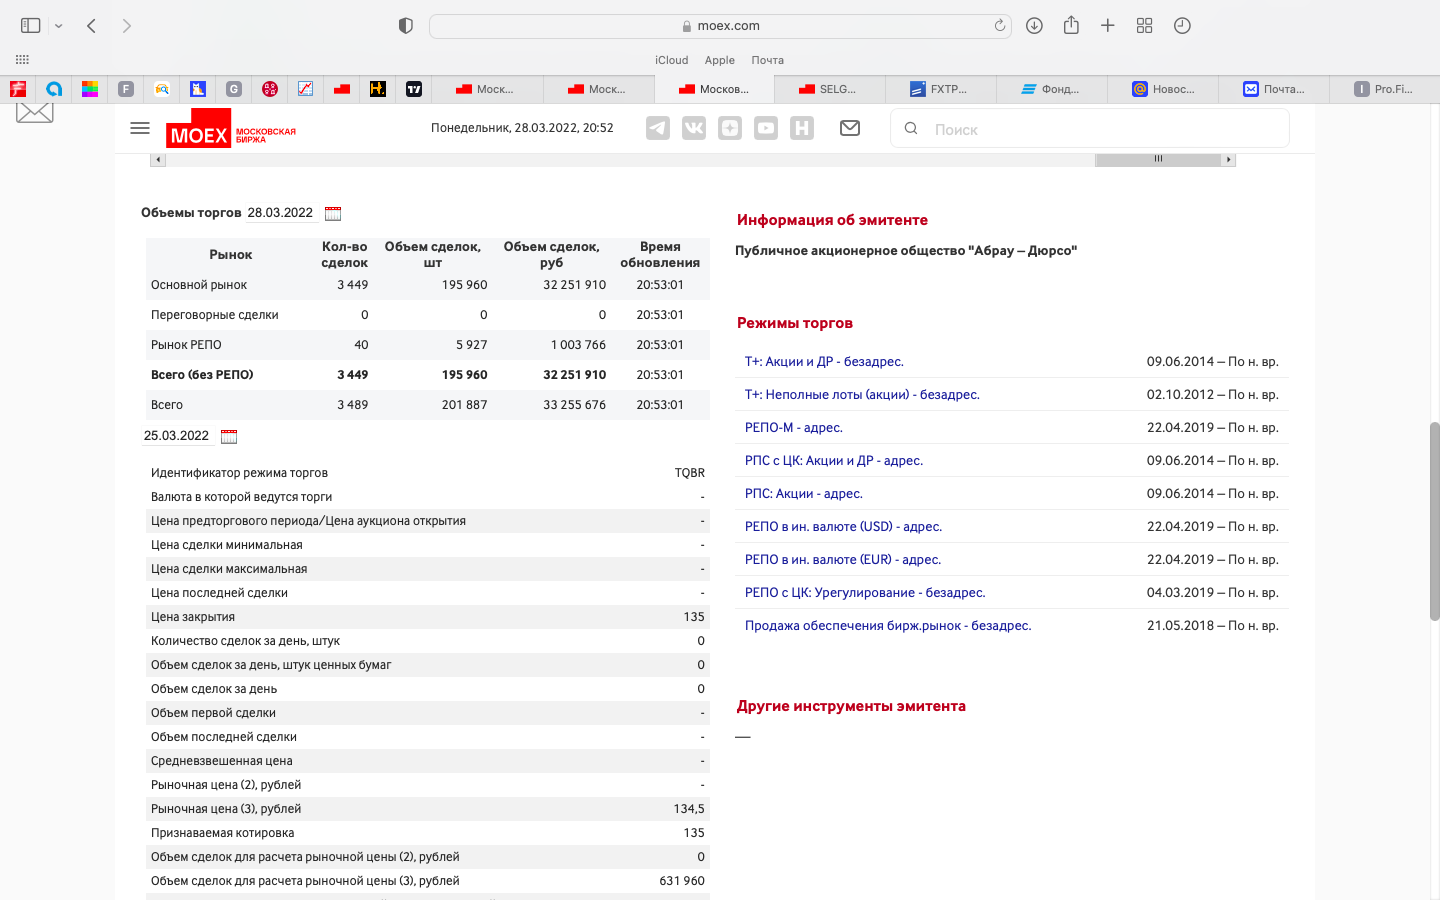 moex.com
iCloud Apple Почта
Моск... Моск... Москов... SELG... FXTP... Фонд... Новос... Почта... Pro.Fi...
MOEX МОСКОВСКАЯ БИРЖА
Понедельник, 28.03.2022, 20:52
Поиск
Объемы торгов 28.03.2022
Рынок Кол-во сделок Объем сделок, шт Объем сделок, руб Время обновления
Основной рынок 3 449 195 960 32 251 910 20:53:01
Переговорные сделки 0 0 0 20:53:01
Рынок РЕПО 40 5 927 1 003 766 20:53:01
Всего (без РЕПО) 3 449 195 960 32 251 910 20:53:01
Всего 3 489 201 887 33 255 676 20:53:01
25.03.2022
Идентификатор режима торгов TQBR
Валюта в которой ведутся торги -
Цена предторгового периода/Цена аукциона открытия -
Цена сделки минимальная -
Цена сделки максимальная -
Цена последней сделки -
Цена закрытия 135
Количество сделок за день, штук 0
Объем сделок за день, штук ценных бумаг 0
Объем сделок за день 0
Объем первой сделки -
Объем последней сделки -
Средневзвешенная цена -
Рыночная цена (2), рублей -
Рыночная цена (3), рублей 134,5
Признаваемая котировка 135
Объем сделок для расчета рыночной цены (2), рублей 0
Объем сделок для расчета рыночной цены (3), рублей 631 960
Информация об эмитенте
Публичное акционерное общество "Абрау – Дюрсо"
Режимы торгов
Т+: Акции и ДР - безадрес. 09.06.2014 – По н. вр.
Т+: Неполные лоты (акции) - безадрес. 02.10.2012 – По н. вр.
РЕПО-М - адрес. 22.04.2019 – По н. вр.
РПС с ЦК: Акции и ДР - адрес. 09.06.2014 – По н. вр.
РПС: Акции - адрес. 09.06.2014 – По н. вр.
РЕПО в ин. валюте (USD) - адрес. 22.04.2019 – По н. вр.
РЕПО в ин. валюте (EUR) - адрес. 22.04.2019 – По н. вр.
РЕПО с ЦК: Урегулирование - безадрес. 04.03.2019 – По н. вр.
Продажа обеспечения бирж.рынок - безадрес. 21.05.2018 – По н. вр.
Другие инструменты эмитента
—